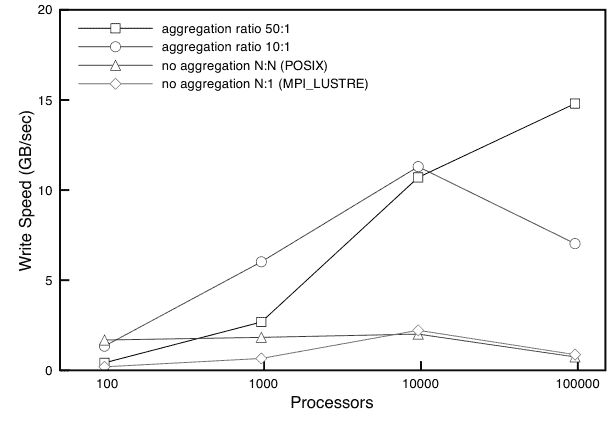 20
15
10
5
0
Write Speed (GB/sec)
aggregation ratio 50:1
aggregation ratio 10:1
no aggregation N:N (POSIX)
no aggregation N:1 (MPI_LUSTRE)
100 1000 10000 100000
Processors